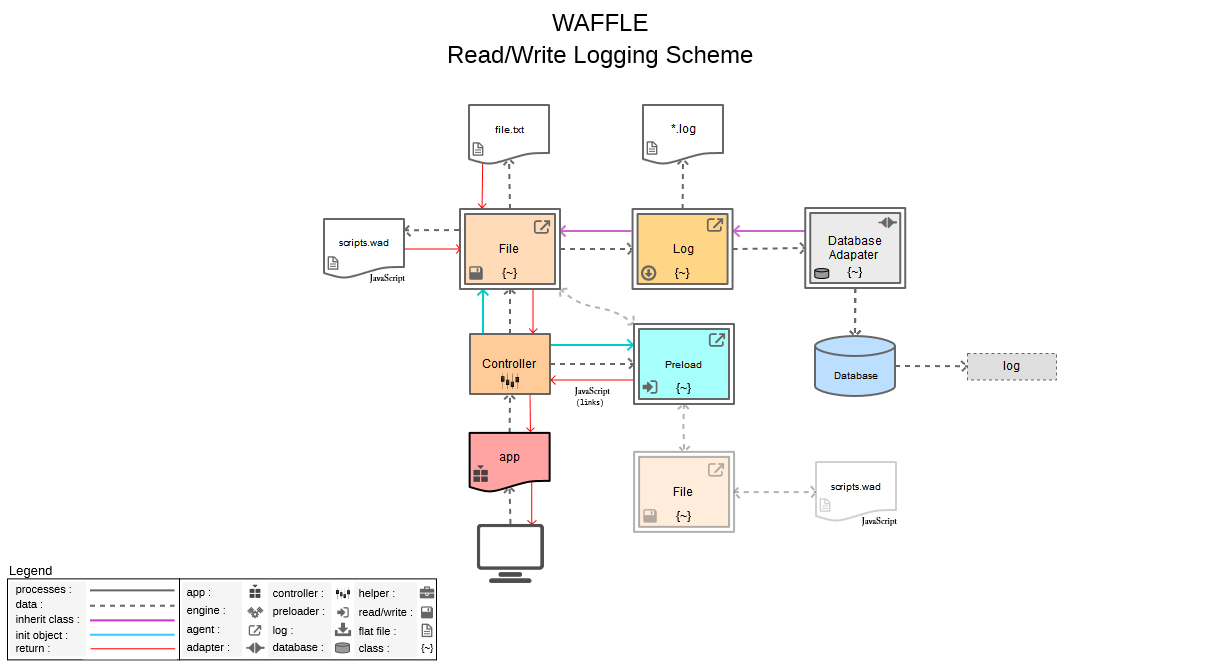 WAFFLE
Read/Write Logging Scheme
file.txt
*.log
scripts.wad
JavaScript
File
{~}
Log
{~}
Database
Adapater
{~}
Controller
Preload
{~}
JavaScript
(links)
Database
log
app
File
{~}
scripts.wad
JavaScript
Legend
processes :
data :
inherit class :
init object :
return :
app :
engine :
agent :
adapter :
controller :
preloader :
log :
database :
helper :
read/write :
flat file :
class :
{~}